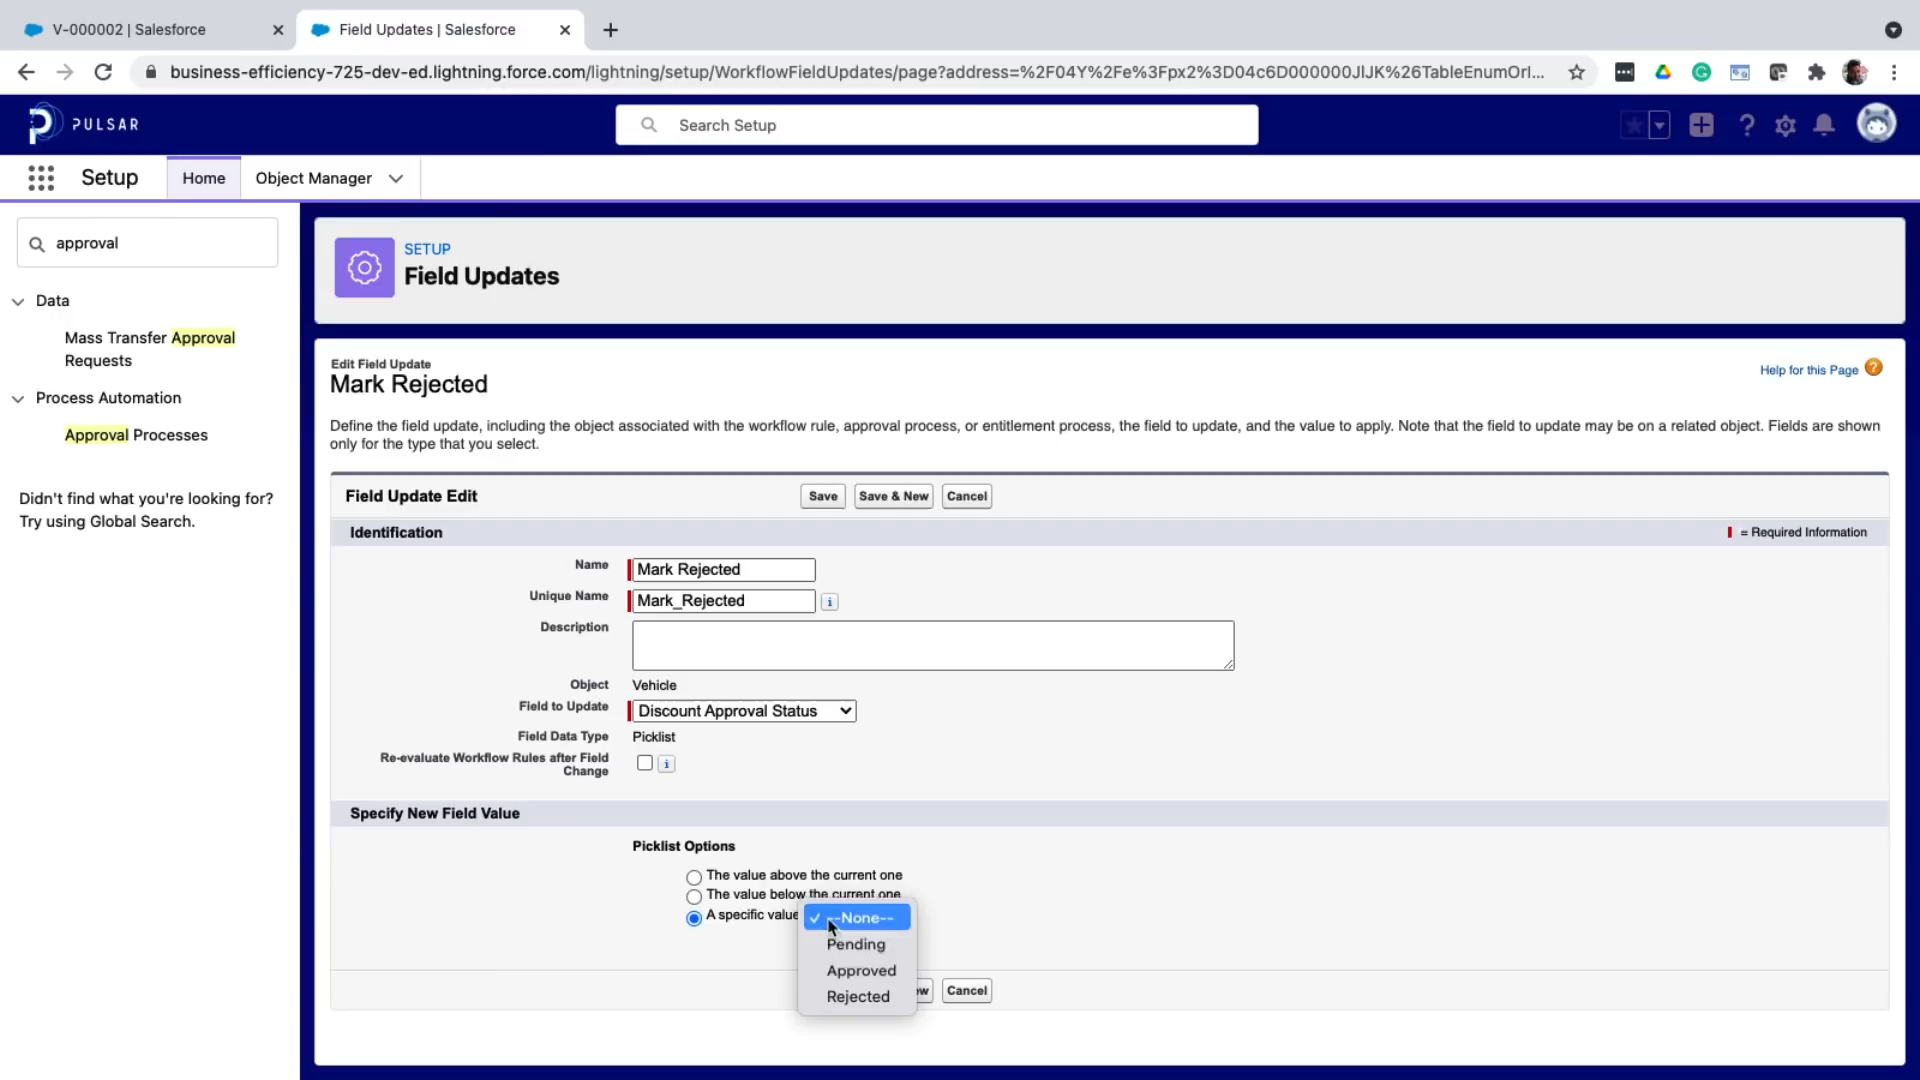 V-000002 | Salesforce
Field Updates | Salesforce
business-efficiency-725-dev-ed.lightning.force.com/lightning/setup/WorkflowFieldUpdates/page?address=%2F04Y%2Fe%3Fpx2%3D04c6D000000JIJK%26TableEnumOrI...
PULSAR
Search Setup
Setup
Home
Object Manager
approval
Data
Mass Transfer Approval
Requests
Process Automation
Approval Processes
Didn't find what you're looking for?
Try using Global Search.
SETUP
Field Updates
Edit Field Update
Mark Rejected
Help for this Page
Define the field update, including the object associated with the workflow rule, approval process, or entitlement process, the field to update, and the value to apply. Note that the field to update may be on a related object. Fields are shown
only for the type that you select.
Field Update Edit
Save
Save & New
Cancel
Identification
= Required Information
Name
Mark Rejected
Unique Name
Mark_Rejected
Description
Object
Vehicle
Field to Update
Discount Approval Status
Field Data Type
Picklist
Re-evaluate Workflow Rules after Field
Change
Specify New Field Value
Picklist Options
The value above the current one
The value below the current one
A specific value
--None--
Pending
Approved
Rejected
Cancel